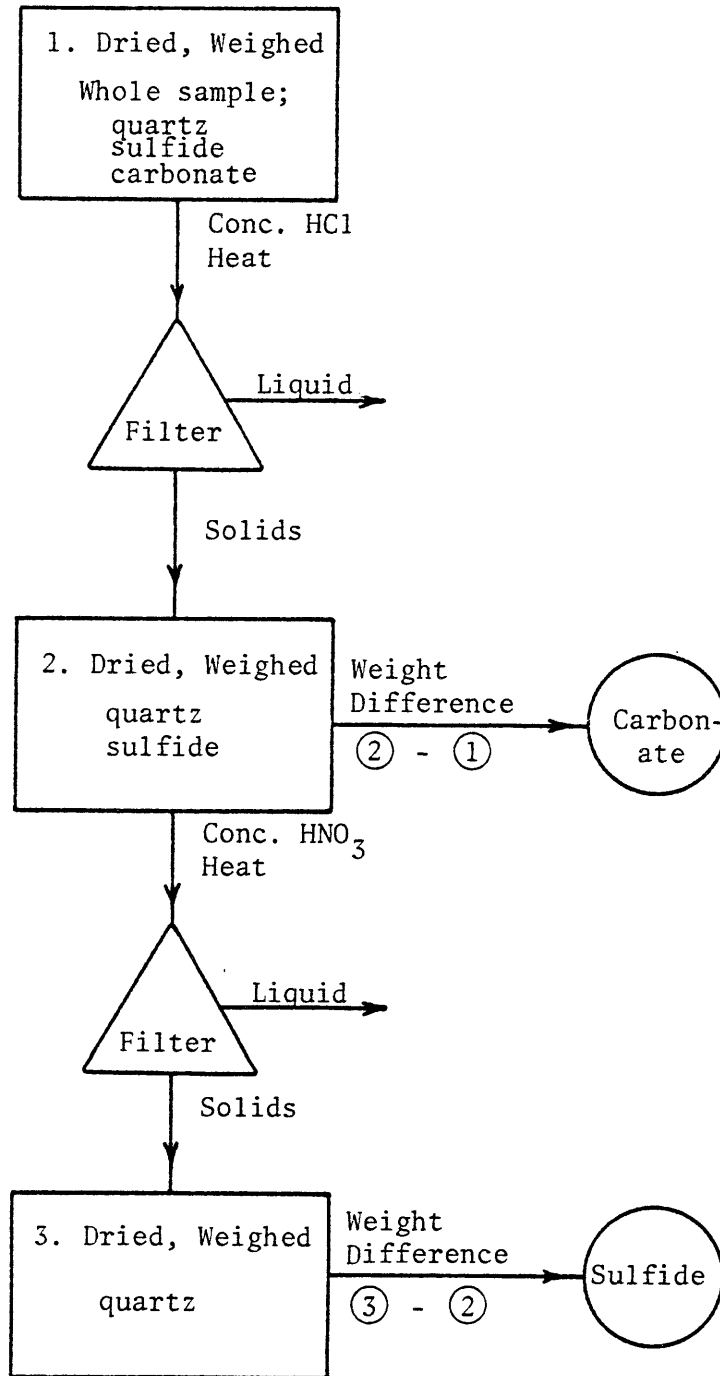 1. Dried, Weighed
Whole sample;
quartz
sulfide
carbonate
Conc. HCl
Heat
Liquid
Filter
Solids
2. Dried, Weighed
quartz
sulfide
Weight
Difference
② - ①
Carbon-
ate
Conc. HNO₃
Heat
Liquid
Filter
Solids
3. Dried, Weighed
quartz
Weight
Difference
③ - ②
Sulfide